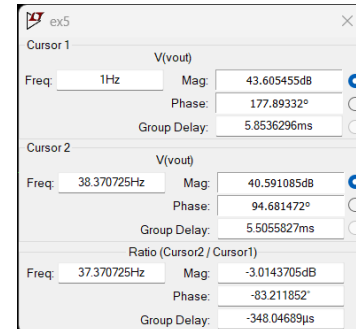 ex5
Cursor 1
V(vout)
Freq: 1Hz Mag: 43.605455dB
Phase: 177.89332°
Group Delay: 5.8536296ms
Cursor 2
V(vout)
Freq: 38.370725Hz Mag: 40.591085dB
Phase: 94.681472°
Group Delay: 5.5055827ms
Ratio (Cursor2 / Cursor1)
Freq: 37.370725Hz Mag: -3.0143705dB
Phase: -83.211852°
Group Delay: -348.04689µs